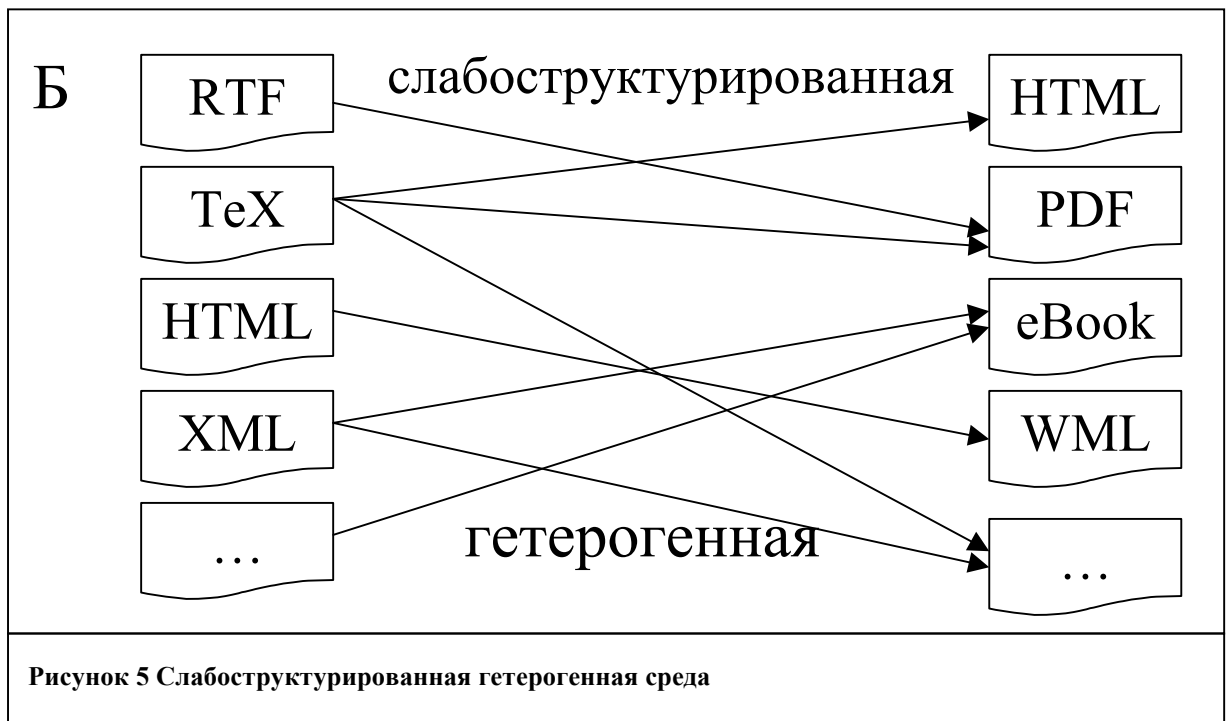 Б
RTF
слабоструктурированная
HTML
TeX
PDF
HTML
eBook
XML
WML
…
гетерогенная
…
Рисунок 5 Слабоструктурированная гетерогенная среда